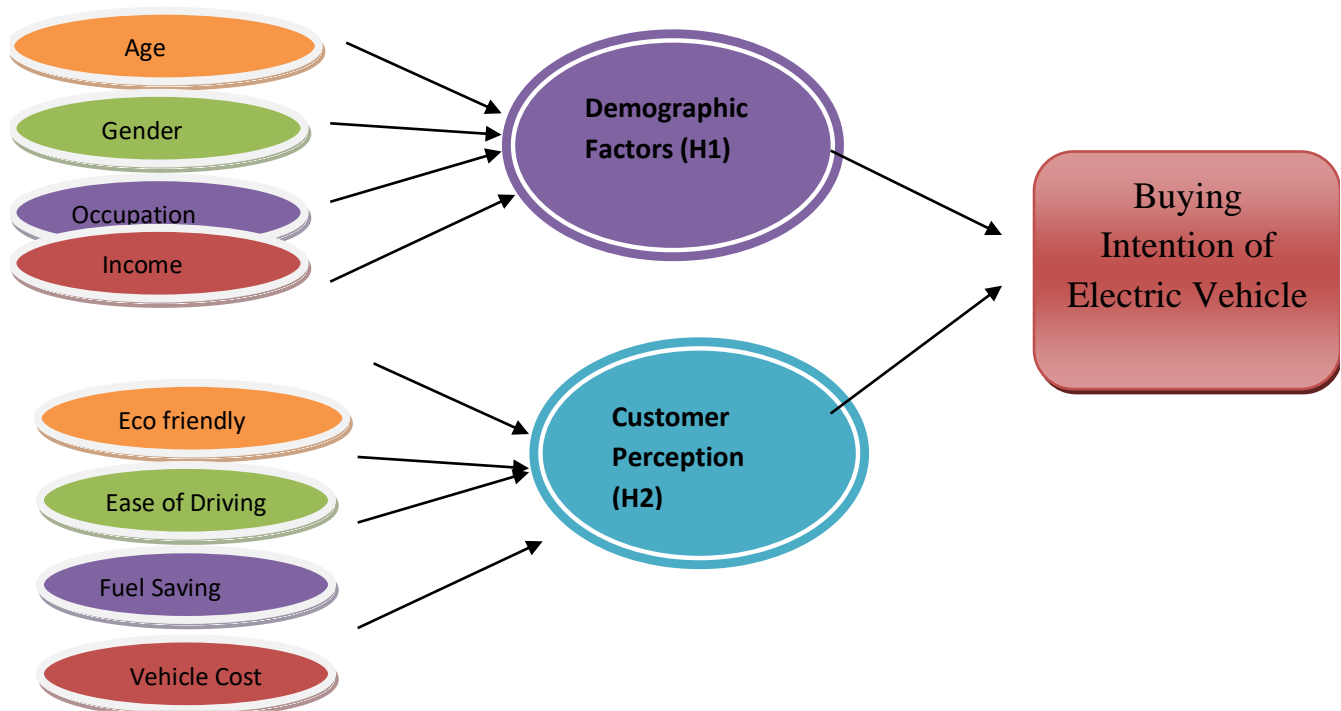 Age
Gender
Occupation
Income
Demographic
Factors (H1)
Buying
Intention of
Electric Vehicle
Eco friendly
Ease of Driving
Fuel Saving
Vehicle Cost
Customer
Perception
(H2)